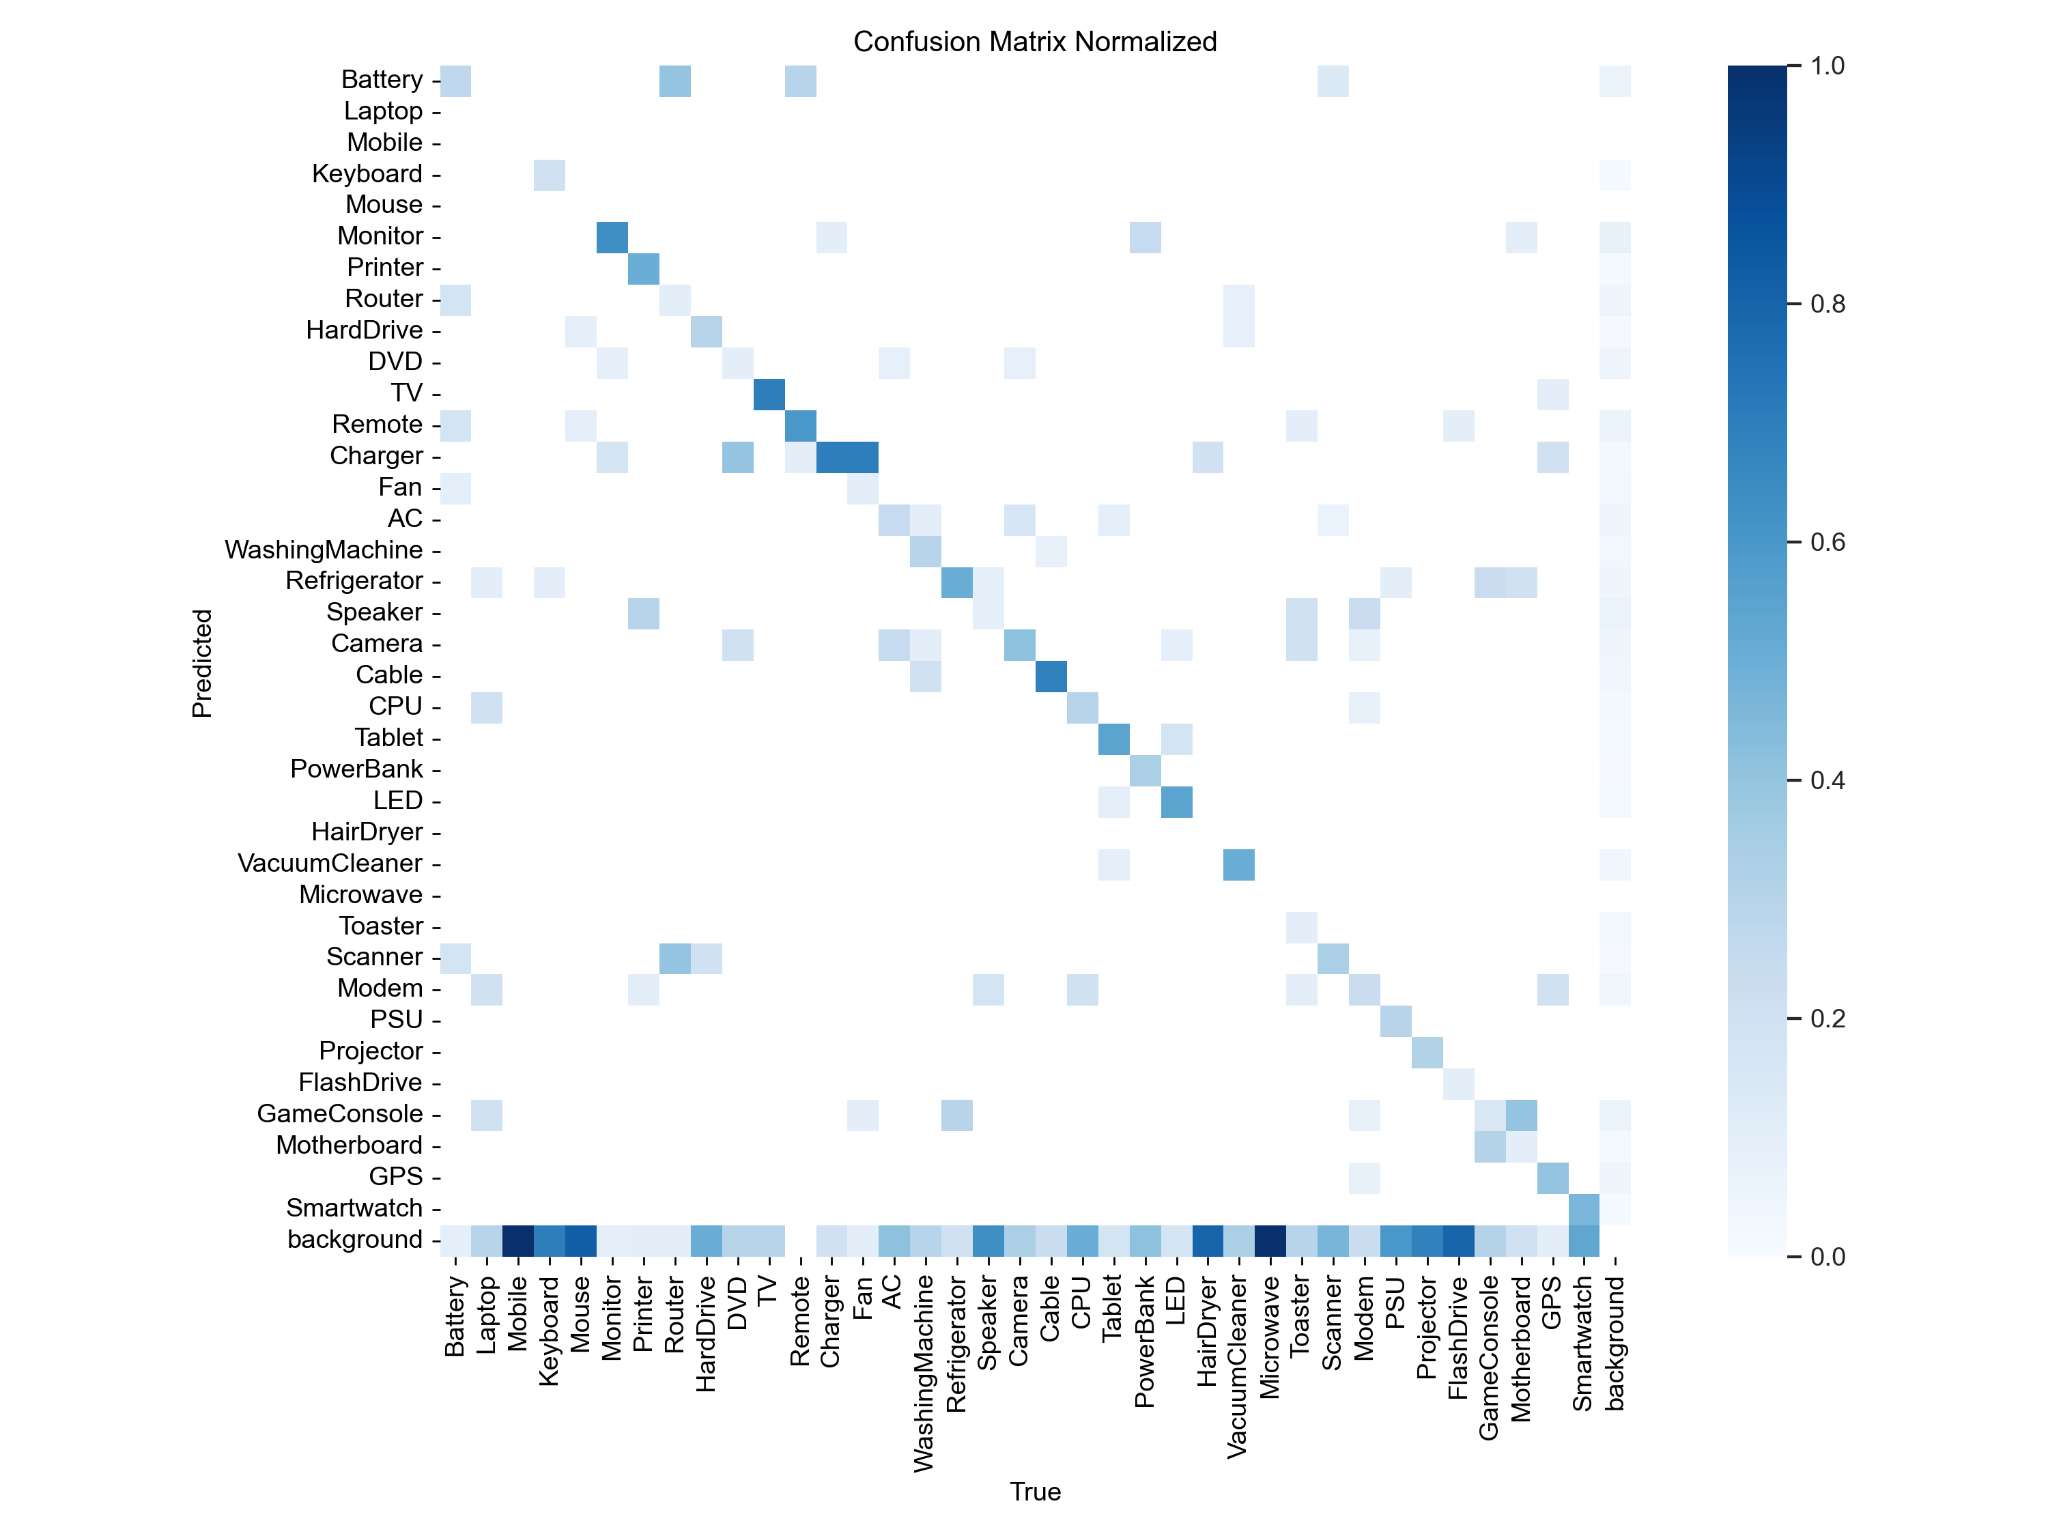 Confusion Matrix Normalized
Battery
Laptop
Mobile
Keyboard
Mouse
Monitor
Printer
Router
HardDrive
DVD
TV
Remote
Charger
Fan
AC
WashingMachine
Refrigerator
Speaker
Camera
Cable
CPU
Tablet
PowerBank
LED
HairDryer
VacuumCleaner
Microwave
Toaster
Scanner
Modem
PSU
Projector
FlashDrive
GameConsole
Motherboard
GPS
Smartwatch
background
Predicted
Battery
Laptop
Mobile
Keyboard
Mouse
Monitor
Printer
Router
HardDrive
DVD
TV
Remote
Charger
Fan
AC
WashingMachine
Refrigerator
Speaker
Camera
Cable
CPU
Tablet
PowerBank
LED
HairDryer
VacuumCleaner
Microwave
Toaster
Scanner
Modem
PSU
Projector
FlashDrive
GameConsole
Motherboard
GPS
Smartwatch
background
True
1.0
0.8
0.6
0.4
0.2
0.0